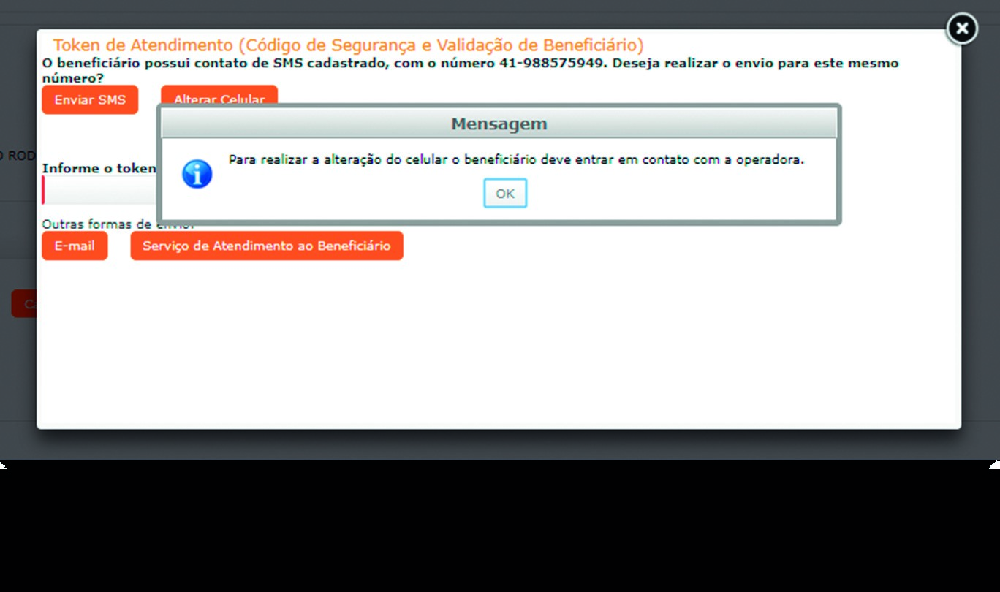 Token de Atendimento (Código de Segurança e Validação de Beneficiário)
O beneficiário possui contato de SMS cadastrado, com o número 41-988575949. Deseja realizar o envio para este mesmo
número?
Enviar SMS Alterar Celular
Mensagem
O ROD
Para realizar a alteração do celular o beneficiário deve entrar em contato com a operadora.
Informe o token
OK
Outras formas de envio:
E-mail Serviço de Atendimento ao Beneficiário